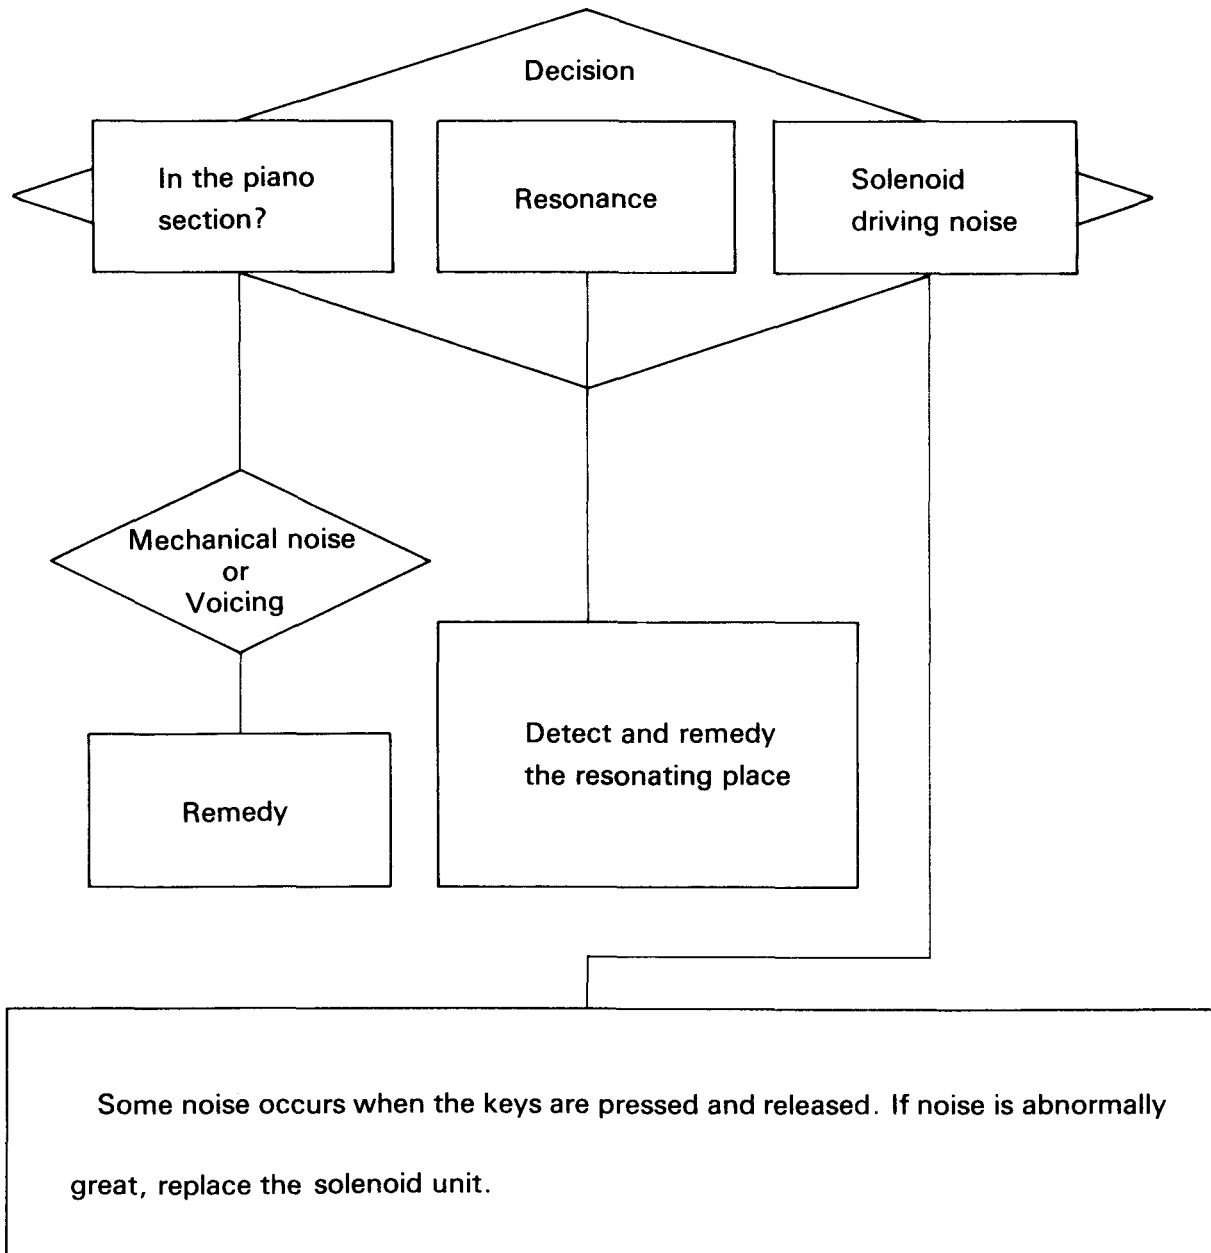 Decision
In the piano
section?
Resonance
Solenoid
driving noise
Mechanical noise
or
Voicing
Detect and remedy
the resonating place
Remedy
Some noise occurs when the keys are pressed and released. If noise is abnormally
great, replace the solenoid unit.